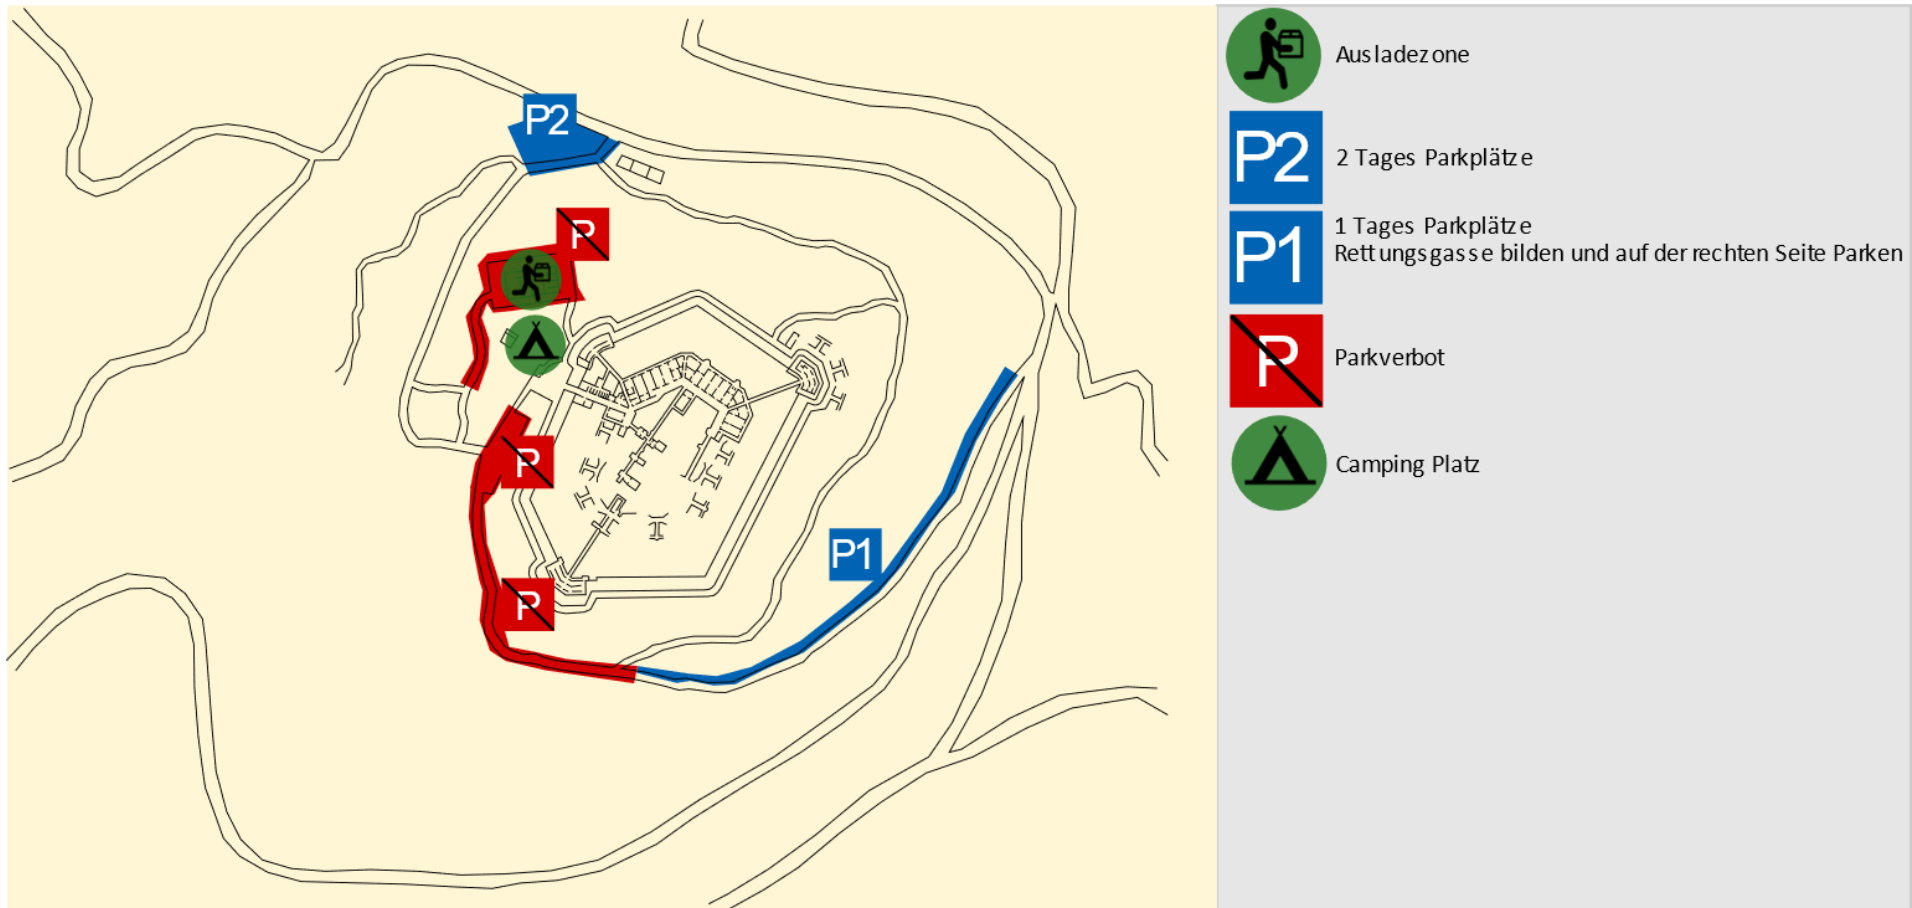 P2
P
P
P1
P
Ausladezone
P2
2 Tages Parkplätze
P1
1 Tages Parkplätze
Rettungsgasse bilden und auf der rechten Seite Parken
P
Parkverbot
Camping Platz